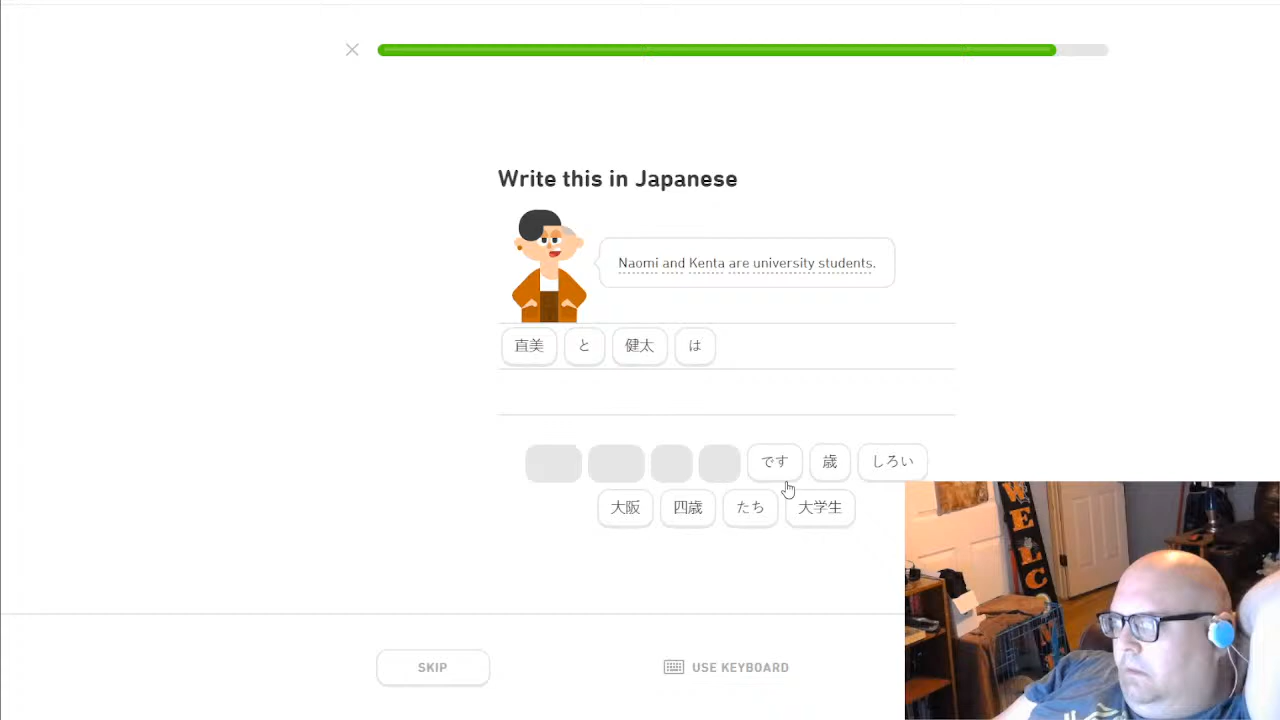 Write this in Japanese
Naomi and Kenta are university students.
直美 と 健太 は
です 歳 しろい
大阪 四歳 たち 大学生
SKIP
USE KEYBOARD
WELC